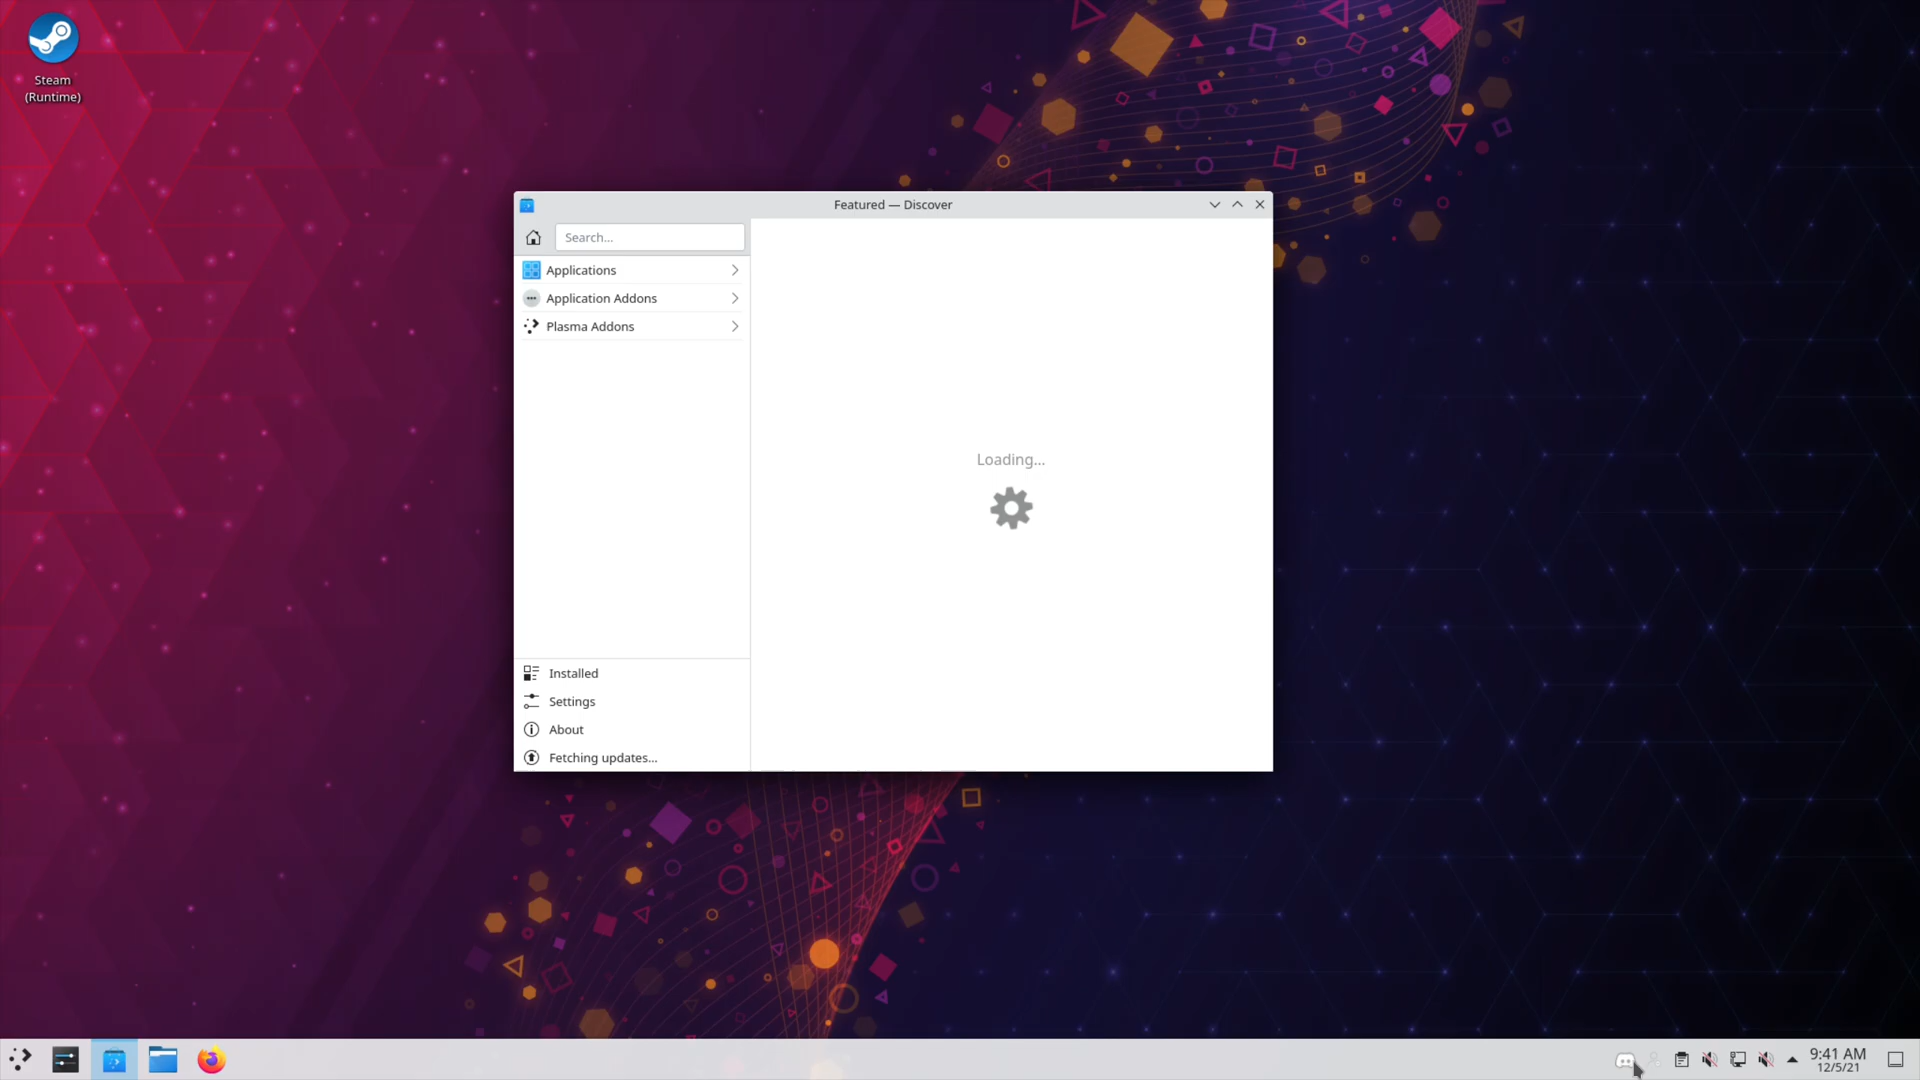 Steam
(Runtime)
Featured — Discover
Search...
Applications
Application Addons
Plasma Addons
Loading...
Installed
Settings
About
Fetching updates...
9:41 AM
12/5/21